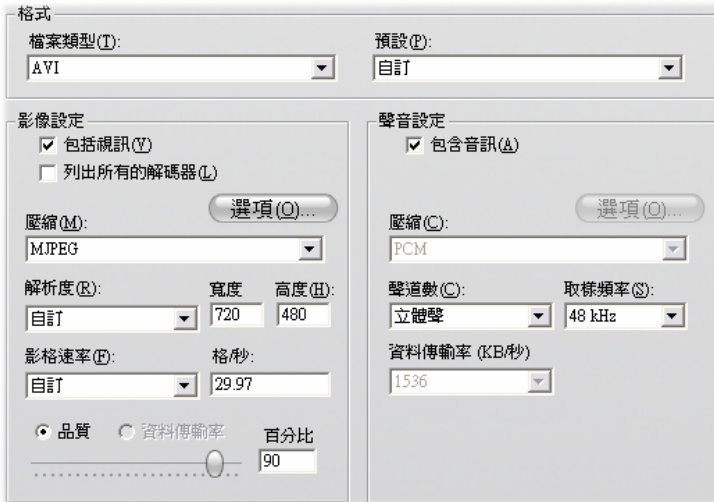 格式
檔案類型(T):
預設(P):
AVI
自訂
影像設定
包括視訊(V)
列出所有的解碼器(L)
選項(O)...
壓縮(M):
MJPEG
解析度(R):
寬度
高度(H):
自訂
720
480
影格速率(F):
格/秒:
自訂
29.97
品質
資料傳輸率
百分比
90
聲音設定
包含音訊(A)
選項(O)...
壓縮(C):
PCM
聲道數(C):
取樣頻率(S):
立體聲
48 kHz
資料傳輸率 (KB/秒)
1536